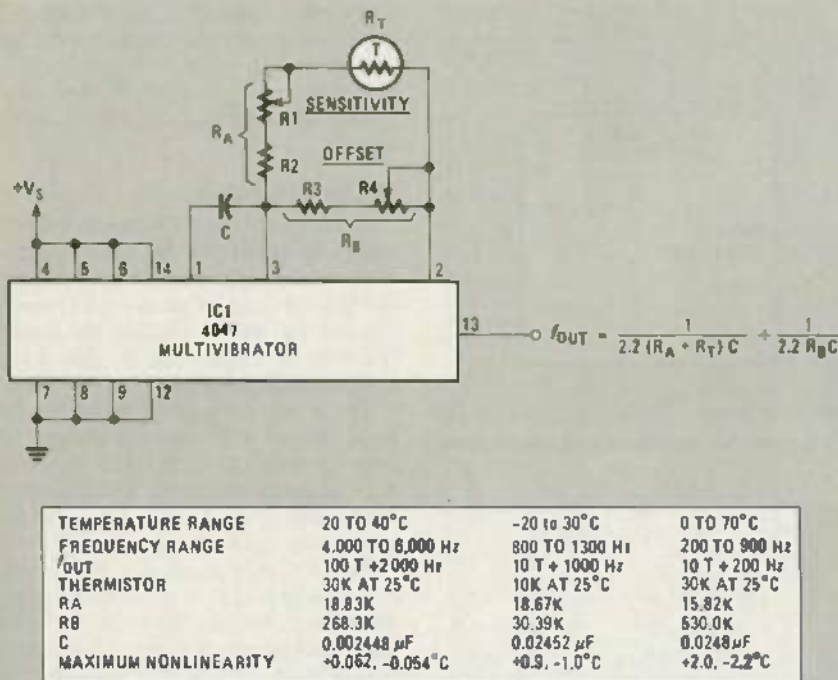 R_T
T
SENSITIVITY
R_A
R1
R2
OFFSET
+V_S
R3
R4
C
R_B
4 5 6 14 1 3 2
IC1
4047
MULTIVIBRATOR
13
f_OUT = 1 / 2.2 (R_A + R_T) C + 1 / 2.2 R_B C
7 8 9 12
TEMPERATURE RANGE 20 TO 40°C -20 to 30°C 0 TO 70°C
FREQUENCY RANGE 4,000 TO 6,000 Hz 800 TO 1300 Hz 200 TO 900 Hz
f_OUT 100 T +2000 Hz 10 T + 1000 Hz 10 T + 200 Hz
THERMISTOR 30K AT 25°C 10K AT 25°C 30K AT 25°C
RA 18.83K 18.67K 15.82K
RB 268.3K 30.39K 530.0K
C 0.002448 μF 0.02452 μF 0.0248μF
MAXIMUM NONLINEARITY +0.062, -0.054°C +0.9, -1.0°C +2.0, -2.2°C